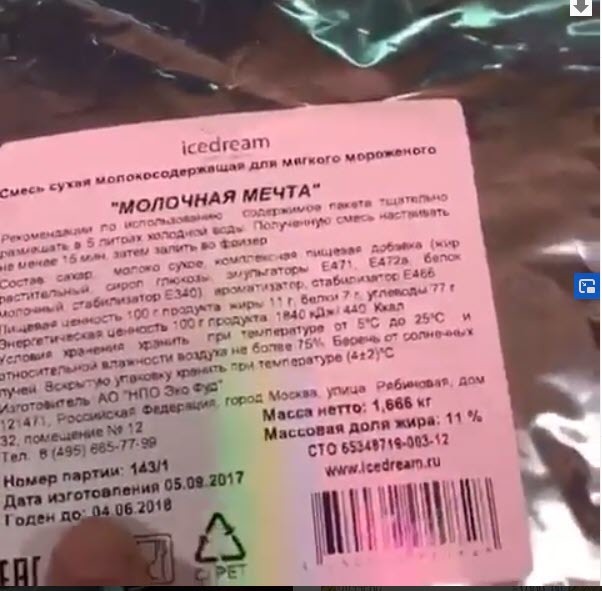 icedream
Смесь сухая молокосодержащая для мягкого мороженого
"МОЛОЧНАЯ МЕЧТА"
Рекомендации по использованию содержимое пакета тщательно
размешать в 5 литрах холодной воды. Полученную смесь настаивать
не менее 15 мин, затем залить во фризер
Состав сахар, молоко сухое, комплексная пищевая добавка (жир
растительный, сироп глюкозы, эмульгаторы Е471, Е472а, белок
молочный стабилизатор Е340), ароматизатор, стабилизатор Е466
Пищевая ценность 100 г продукта жиры 11 г, белки 7 г, углеводы 77 г
Энергетическая ценность 100 г продукта 1840 кДж/ 440 Ккал
Условия хранения хранить при температуре от 5°С до 25°С и
относительной влажности воздуха не более 75%. Беречь от солнечных
лучей. Вскрытую упаковку хранить при температуре (4±2)°С
Изготовитель АО "НПО Эко Фуд"
121471, Российская Федерация, город Москва, улица Рябиновая, дом
32, помещение № 12
Тел. 8 (495) 665-77-99
Масса нетто: 1,666 кг
Массовая доля жира: 11 %
СТО 65348719-003-12
www.icedream.ru
Номер партии: 143/1
Дата изготовления 05.09.2017
Годен до: 04.06.2018
EAC
C/PET